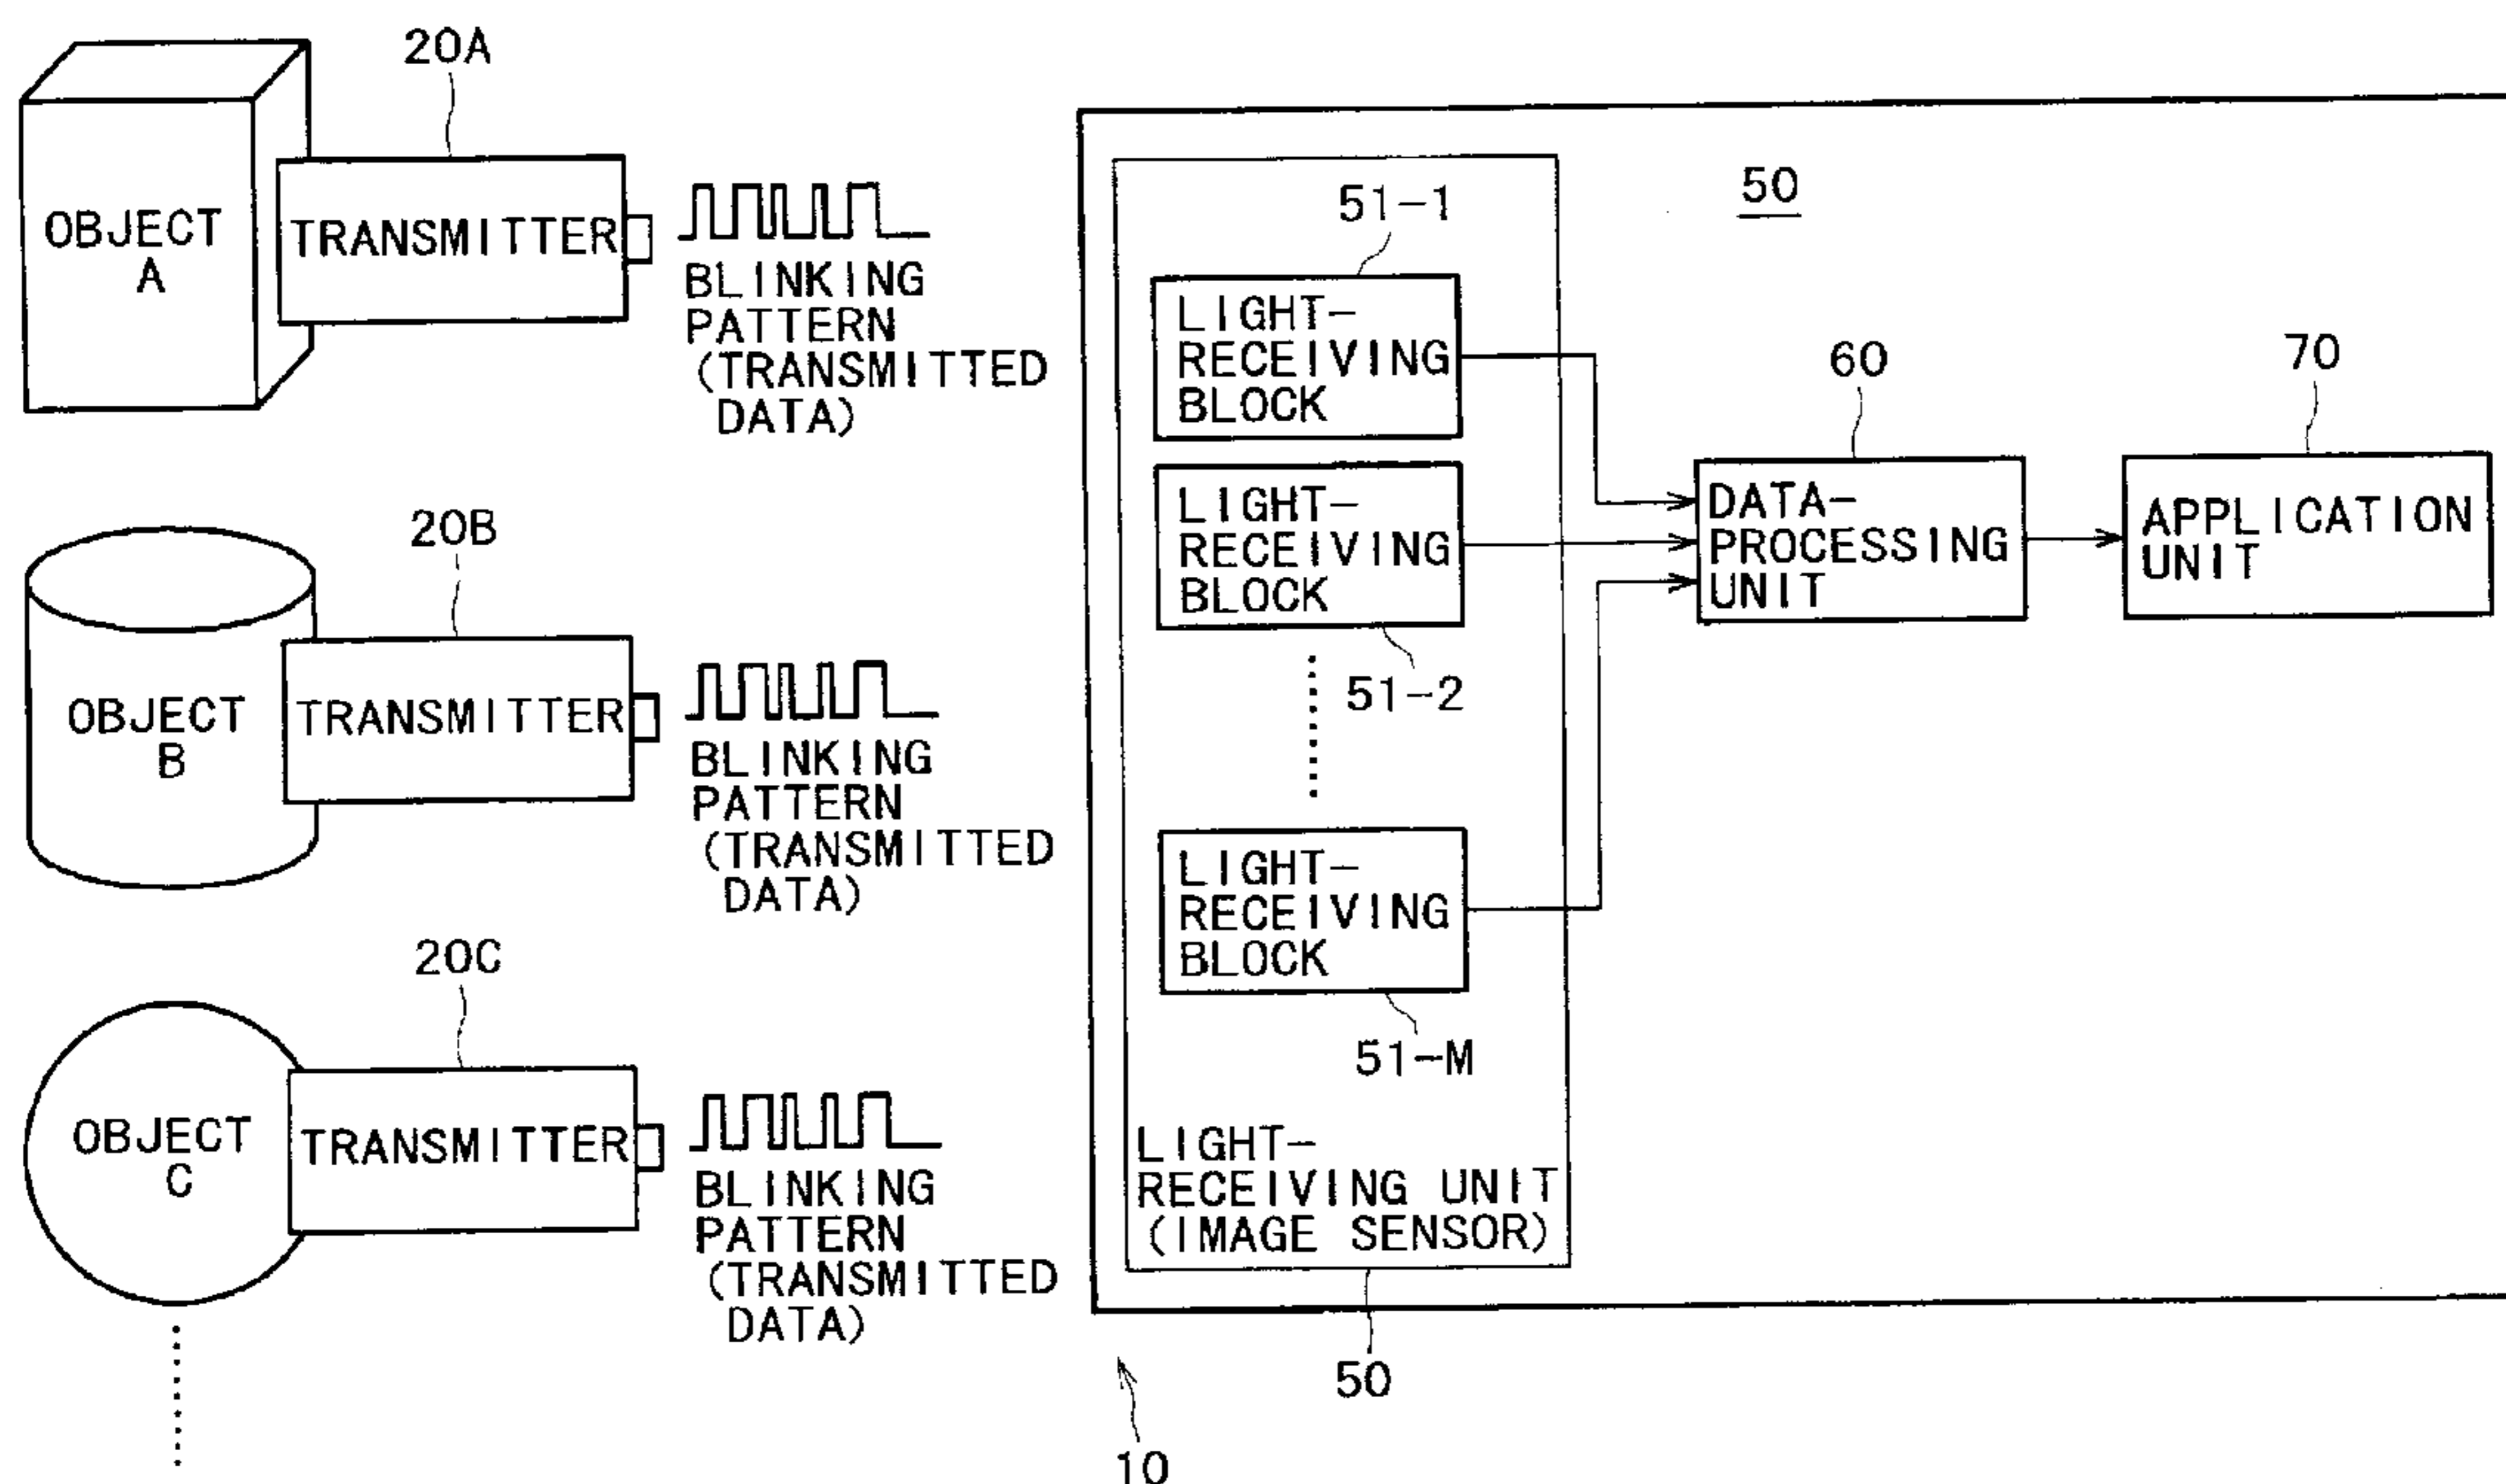 20A
OBJECT
A
TRANSMITTER
BLINKING
PATTERN
(TRANSMITTED
DATA)
20B
OBJECT
B
TRANSMITTER
BLINKING
PATTERN
(TRANSMITTED
DATA)
20C
OBJECT
C
TRANSMITTER
BLINKING
PATTERN
(TRANSMITTED
DATA)
50
51-1
LIGHT-
RECEIVING
BLOCK
LIGHT-
RECEIVING
BLOCK
51-2
LIGHT-
RECEIVING
BLOCK
51-M
LIGHT-
RECEIVING UNIT
(IMAGE SENSOR)
50
60
DATA-
PROCESSING
UNIT
70
APPLICATION
UNIT
10